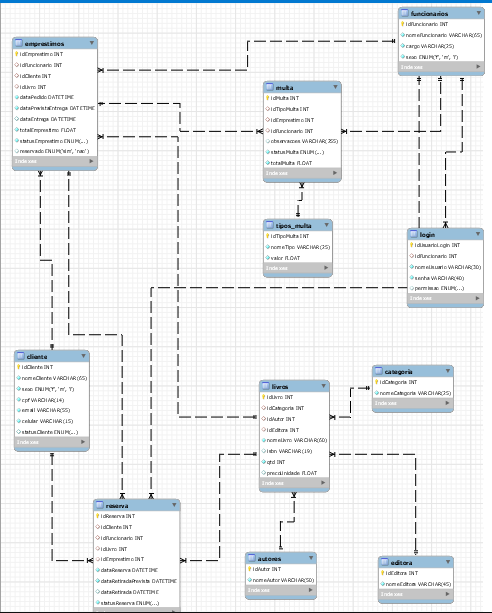 funcionarios
idFuncionario INT
nomeFuncionario VARCHAR(65)
cargo VARCHAR(25)
sexo ENUM('f', 'm', 'i')
Indexes
emprestimos
idEmprestimo INT
idFuncionario INT
idCliente INT
idLivro INT
dataPedido DATETIME
dataPrevistaEntrega DATETIME
dataEntrega DATETIME
totalEmprestimo FLOAT
statusEmprestimo ENUM(...)
reservado ENUM('sim', 'nao')
Indexes
multa
idMulta INT
idTipoMulta INT
idEmprestimo INT
idFuncionario INT
observacoes VARCHAR(255)
statusMulta ENUM(...)
totalMulta FLOAT
Indexes
tipos_multa
idTipoMulta INT
nomeTipo VARCHAR(25)
valor FLOAT
Indexes
login
idUsuarioLogin INT
idFuncionario INT
nomeUsuario VARCHAR(30)
senha VARCHAR(40)
permissao ENUM(...)
Indexes
cliente
idCliente INT
nomeCliente VARCHAR(65)
sexo ENUM('f', 'm', 'i')
cpf VARCHAR(14)
email VARCHAR(55)
celular VARCHAR(15)
statusCliente ENUM(...)
Indexes
livros
idLivro INT
idCategoria INT
idAutor INT
idEditora INT
nomeLivro VARCHAR(60)
isbn VARCHAR(19)
qtd INT
precoUnidade FLOAT
Indexes
categoria
idCategoria INT
nomeCategoria VARCHAR(25)
Indexes
reserva
idReserva INT
idCliente INT
idFuncionario INT
idLivro INT
idEmprestimo INT
dataReserva DATETIME
dataRetiradaPrevista DATETIME
dataRetirada DATETIME
statusReserva ENUM(...)
autores
idAutor INT
nomeAutor VARCHAR(50)
Indexes
editora
idEditora INT
nomeEditora VARCHAR(45)
Indexes